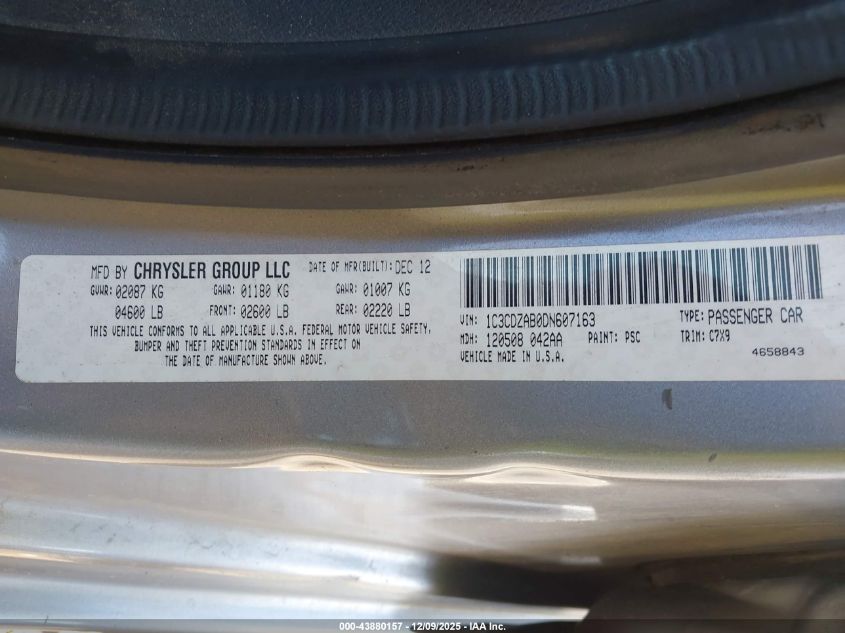 MFD BY CHRYSLER GROUP LLC DATE OF MFR(BUILT): DEC 12
GVWR: 02087 KG GAWR: 01180 KG GAWR: 01007 KG
04600 LB FRONT: 02600 LB REAR: 02220 LB
THIS VEHICLE CONFORMS TO ALL APPLICABLE U.S.A. FEDERAL MOTOR VEHICLE SAFETY,
BUMPER AND THEFT PREVENTION STANDARDS IN EFFECT ON
THE DATE OF MANUFACTURE SHOWN ABOVE.
VIN: 1C3CDZAB0DN607163 TYPE: PASSENGER CAR
MDH: 120508 042AA PAINT: PSC TRIM: C7X9
VEHICLE MADE IN U.S.A. 4658843
000-43880157 - 12/09/2025 - IAA Inc.